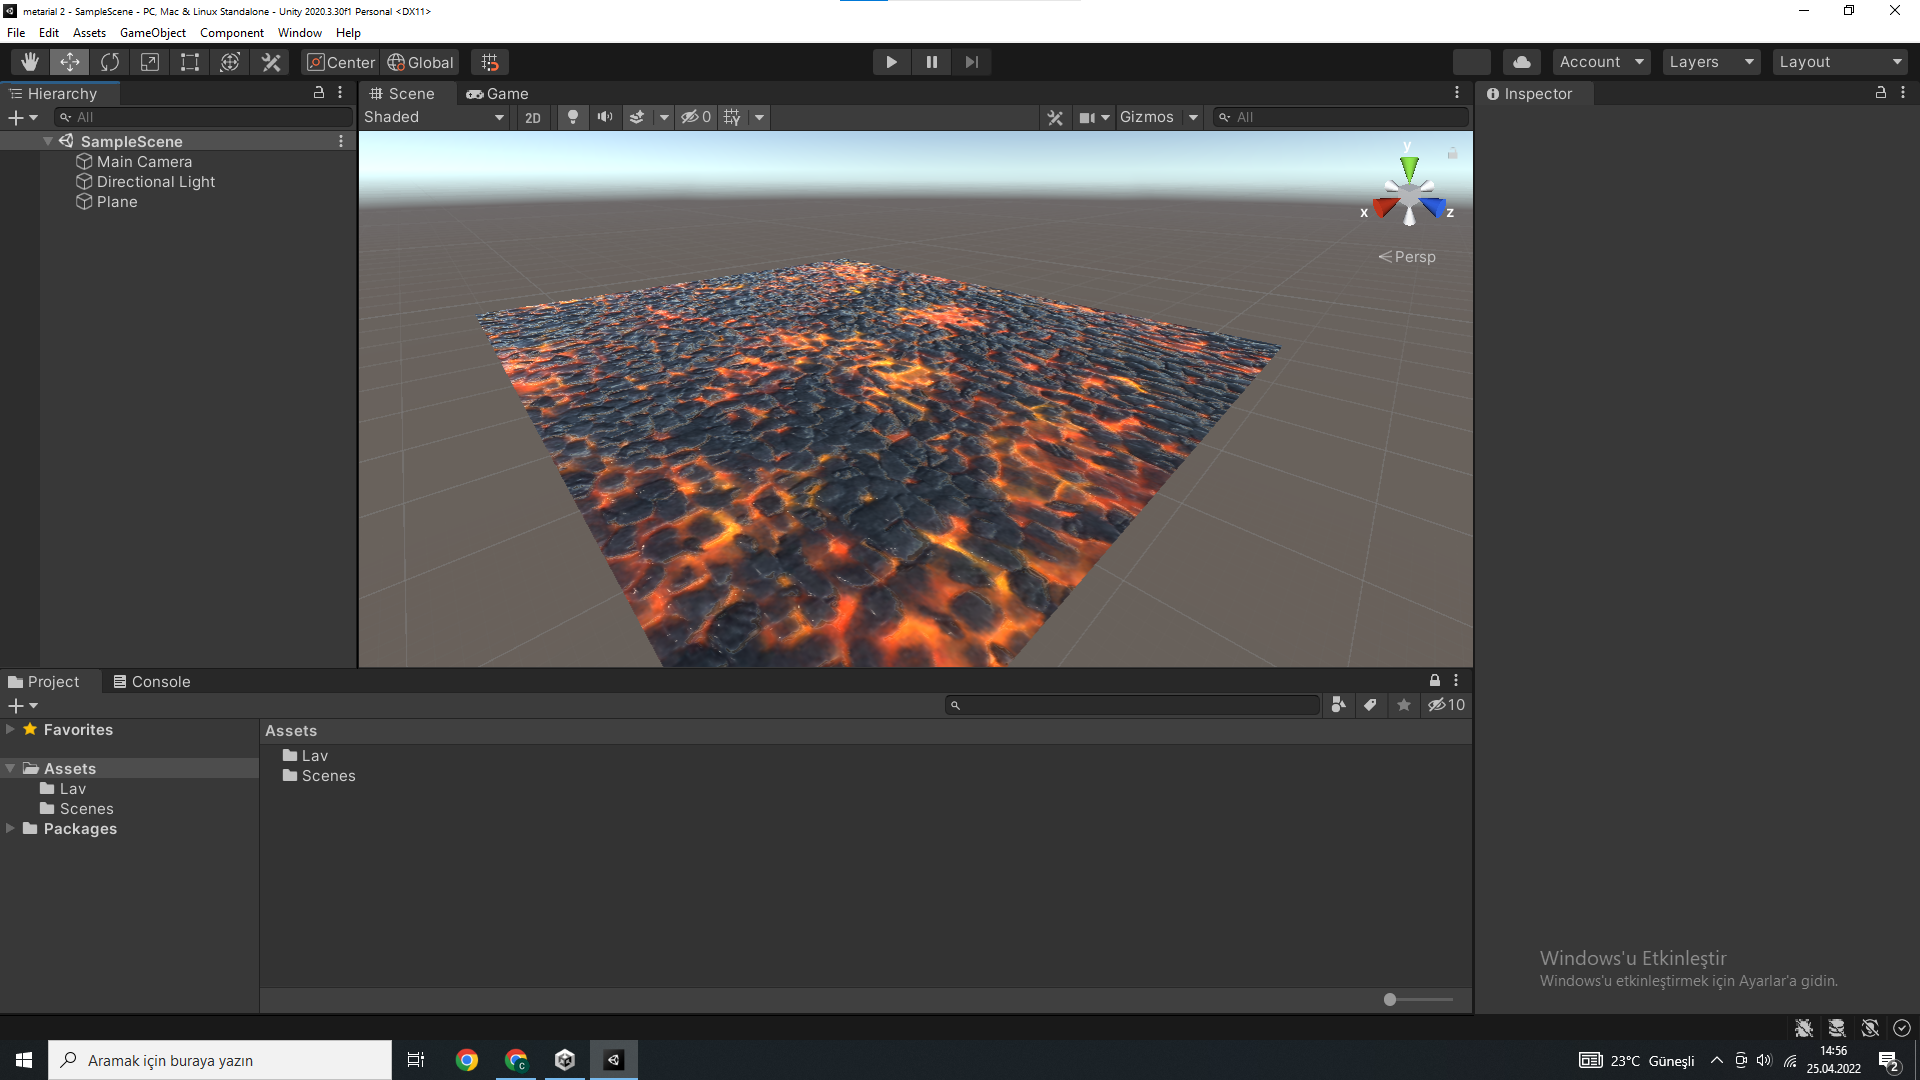 metarial 2 - SampleScene - PC, Mac & Linux Standalone - Unity 2020.3.30f1 Personal <DX11>
File Edit Assets GameObject Component Window Help
Center Global Account Layers Layout
Hierarchy Scene Game Inspector
All Shaded 2D 0 Gizmos All
SampleScene
Main Camera
Directional Light
Plane
y
x z
Persp
Project Console
10
Favorites Assets
Lav
Scenes
Assets
Lav
Scenes
Packages
Windows'u Etkinleştir
Windows'u etkinleştirmek için Ayarlar'a gidin.
Aramak için buraya yazın
C
23°C Güneşli
14:56
25.04.2022
2